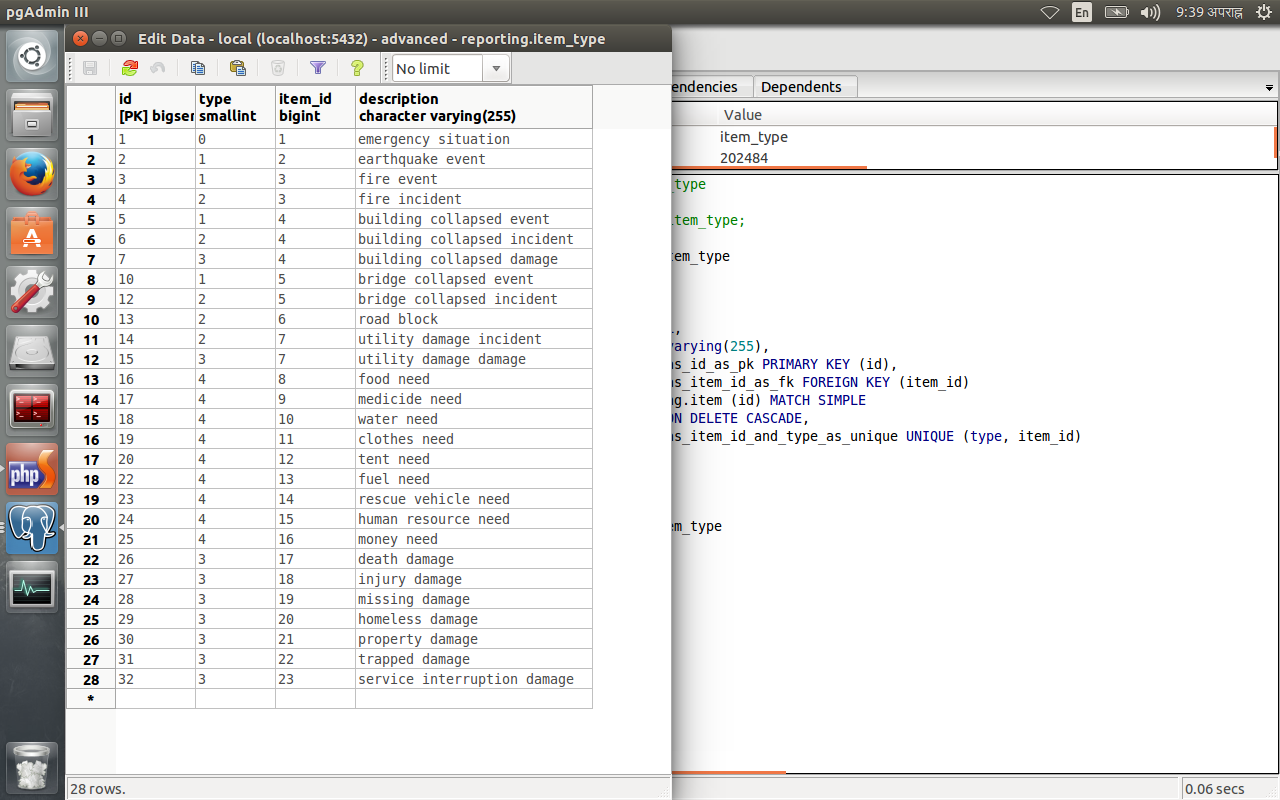 pgAdmin III
En
9:39 अपराह्न
Edit Data - local (localhost:5432) - advanced - reporting.item_type
No limit
id type item_id description
[PK] bigser smallint bigint character varying(255)
1 1 0 1 emergency situation
2 2 1 2 earthquake event
3 3 1 3 fire event
4 4 2 3 fire incident
5 5 1 4 building collapsed event
6 6 2 4 building collapsed incident
7 7 3 4 building collapsed damage
8 10 1 5 bridge collapsed event
9 12 2 5 bridge collapsed incident
10 13 2 6 road block
11 14 2 7 utility damage incident
12 15 3 7 utility damage damage
13 16 4 8 food need
14 17 4 9 medicide need
15 18 4 10 water need
16 19 4 11 clothes need
17 20 4 12 tent need
18 22 4 13 fuel need
19 23 4 14 rescue vehicle need
20 24 4 15 human resource need
21 25 4 16 money need
22 26 3 17 death damage
23 27 3 18 injury damage
24 28 3 19 missing damage
25 29 3 20 homeless damage
26 30 3 21 property damage
27 31 3 22 trapped damage
28 32 3 23 service interruption damage
*
28 rows.
endencies Dependents
Value
item_type
202484
_type
item_type;
em_type
,
varying(255),
as_id_as_pk PRIMARY KEY (id),
as_item_id_as_fk FOREIGN KEY (item_id)
ng.item (id) MATCH SIMPLE
ON DELETE CASCADE,
as_item_id_and_type_as_unique UNIQUE (type, item_id)
em_type
0.06 secs
A
php S